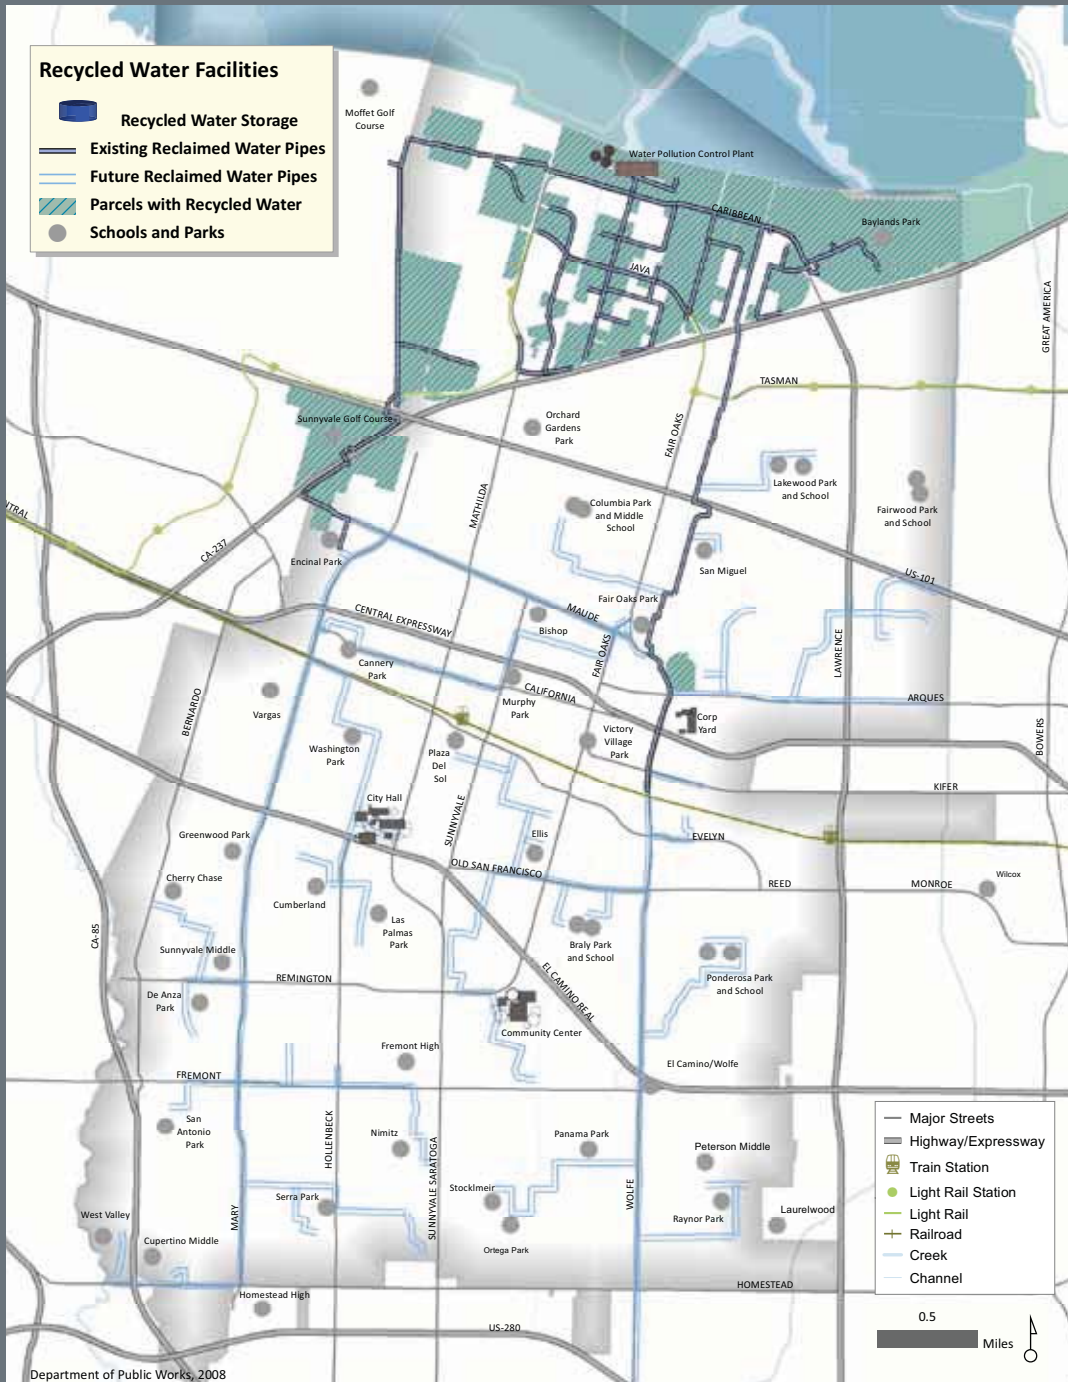 Recycled Water Facilities
Recycled Water Storage
Existing Reclaimed Water Pipes
Future Reclaimed Water Pipes
Parcels with Recycled Water
Schools and Parks
Moffet Golf
Course
Water Pollution Control Plant
CARIBBEAN
Baylands Park
JAVA
GREAT AMERICA
TASMAN
Sunnyvale Golf Course
Orchard
Gardens
Park
FAIR OAKS
Lakewood Park
and School
MATHILDA
Columbia Park
and Middle
School
Fairwood Park
and School
CA-237
Encinal Park
San Miguel
US-101
Fair Oaks Park
CENTRAL EXPRESSWAY
MAUDE
Bishop
FAIR OAKS
LAWRENCE
Cannery
Park
BERNARDO
Vargas
Murphy
Park
CALIFORNIA
ARQUES
Washington
Park
Plaza
Del
Sol
Victory
Village
Park
Corp
Yard
BOWERS
KIFER
City Hall
SUNNYVALE
Greenwood Park
Ellis
EVELYN
OLD SAN FRANCISCO
Cherry Chase
REED
MONROE
Wilcox
Cumberland
Las
Palmas
Park
CA-85
Sunnyvale Middle
Braly Park
and School
REMINGTON
EL CAMINO REAL
Ponderosa Park
and School
De Anza
Park
Community Center
Fremont High
El Camino/Wolfe
FREMONT
San
Antonio
Park
HOLLENBECK
Nimitz
SUNNYVALE SARATOGA
Panama Park
Peterson Middle
Serra Park
Stocklmeir
WOLFE
MARY
Raynor Park
Laurelwood
West Valley
Cupertino Middle
Ortega Park
HOMESTEAD
Homestead High
US-280
Major Streets
Highway/Expressway
Train Station
Light Rail Station
Light Rail
Railroad
Creek
Channel
0.5
Miles
Department of Public Works, 2008